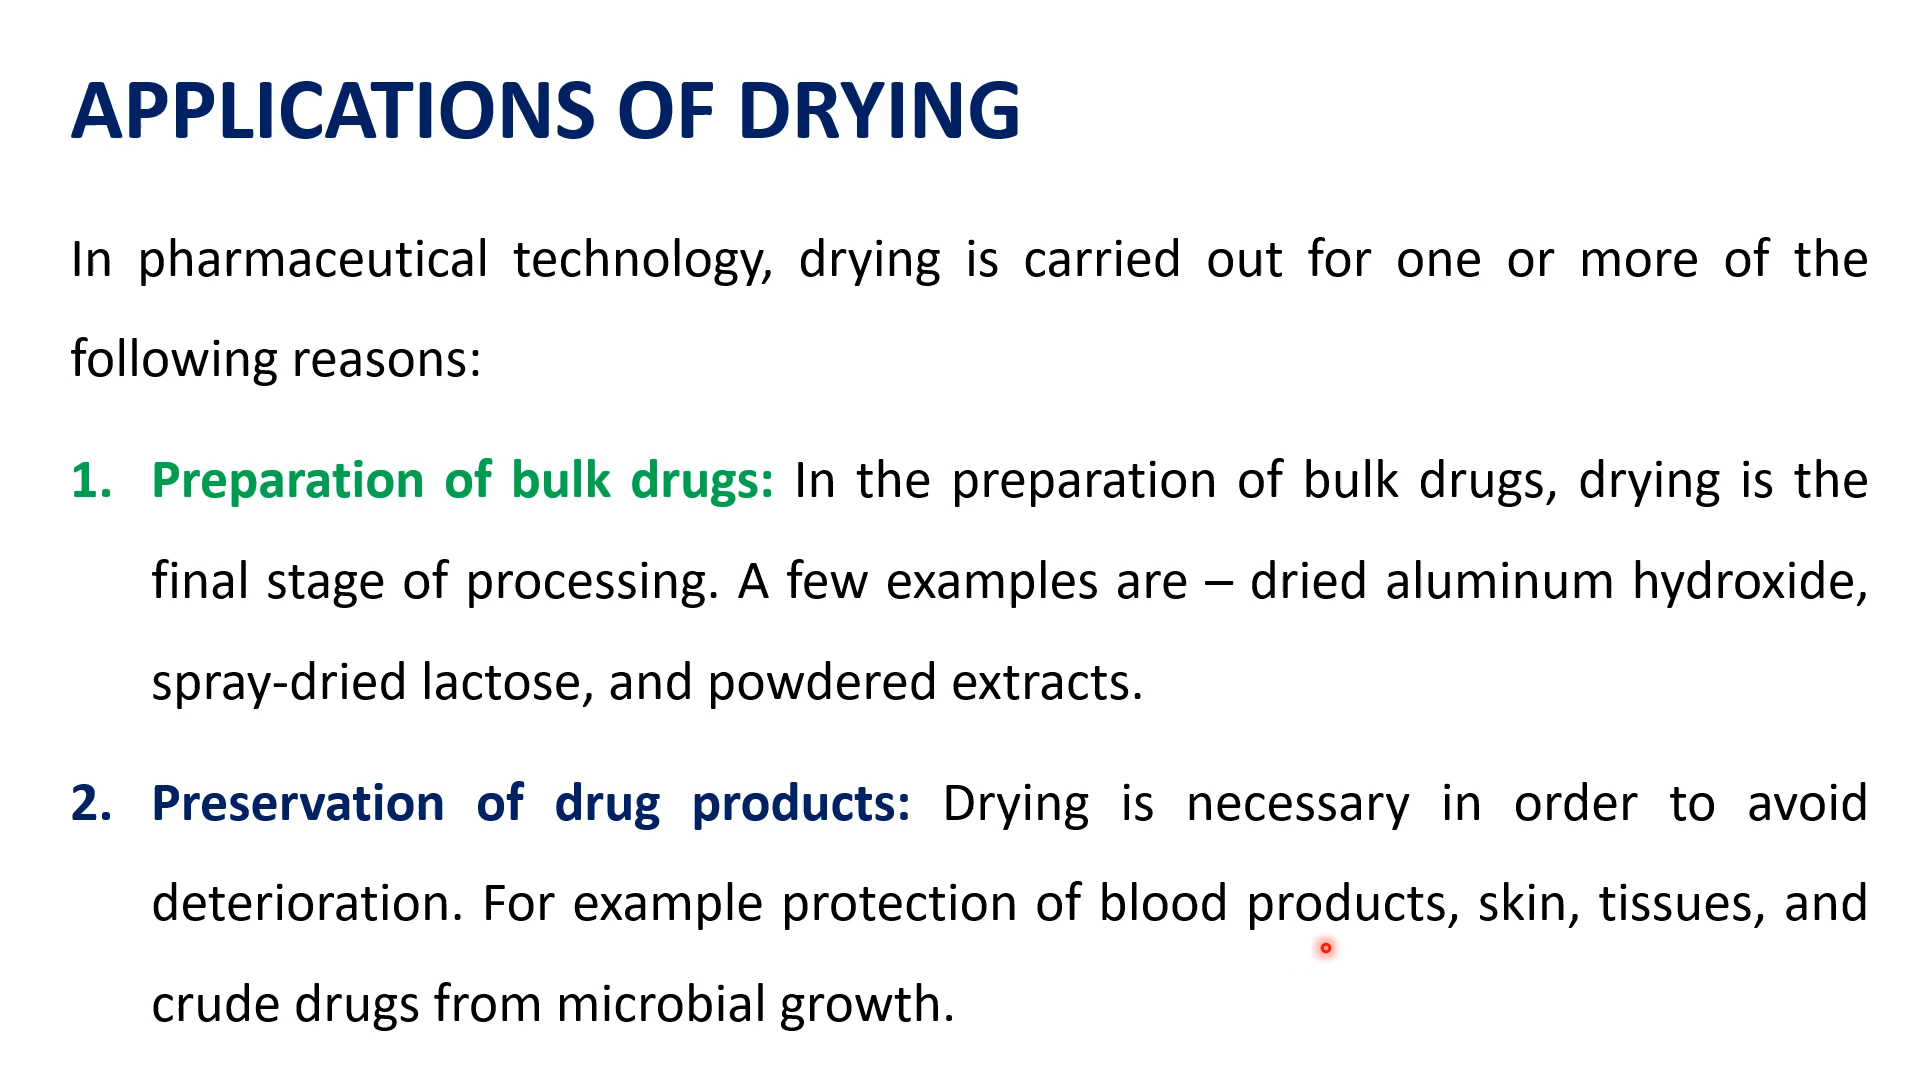 APPLICATIONS OF DRYING
In pharmaceutical technology, drying is carried out for one or more of the
following reasons:
1. Preparation of bulk drugs: In the preparation of bulk drugs, drying is the
final stage of processing. A few examples are – dried aluminum hydroxide,
spray-dried lactose, and powdered extracts.
2. Preservation of drug products: Drying is necessary in order to avoid
deterioration. For example protection of blood products, skin, tissues, and
crude drugs from microbial growth.